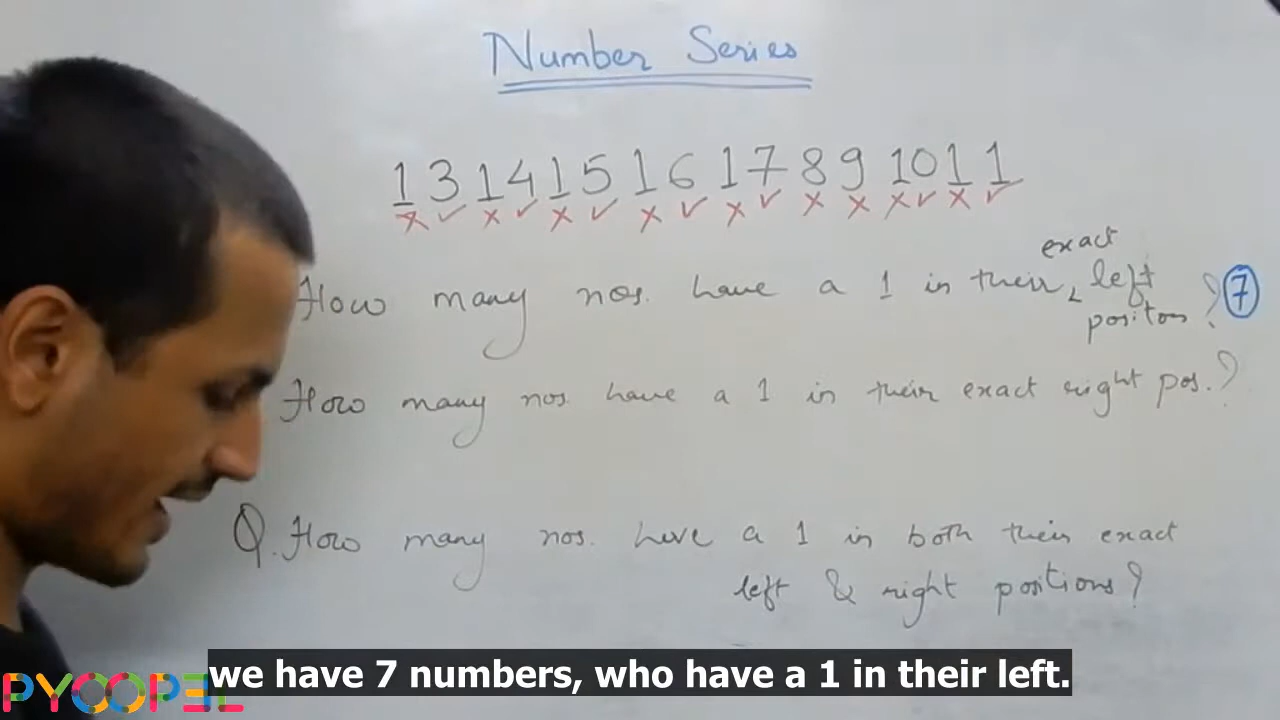 Number Series
1 3 1 4 1 5 1 6 1 7 8 9 10 1 1
exact
How many nos. have a 1 in their left ? 7
positon
How many nos have a 1 in their exact right pos.?
Q. How many nos. have a 1 in both their exact
left & right positions?
we have 7 numbers, who have a 1 in their left.
PYOOPEL